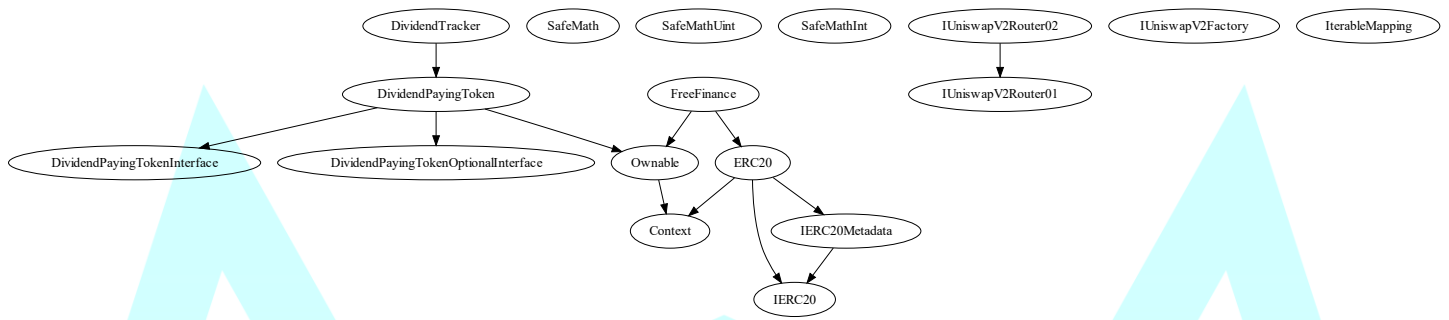 DividendTracker
SafeMath
SafeMathUint
SafeMathInt
IUniswapV2Router02
IUniswapV2Factory
IterableMapping
DividendPayingToken
FreeFinance
IUniswapV2Router01
DividendPayingTokenInterface
DividendPayingTokenOptionalInterface
Ownable
ERC20
Context
IERC20Metadata
IERC20